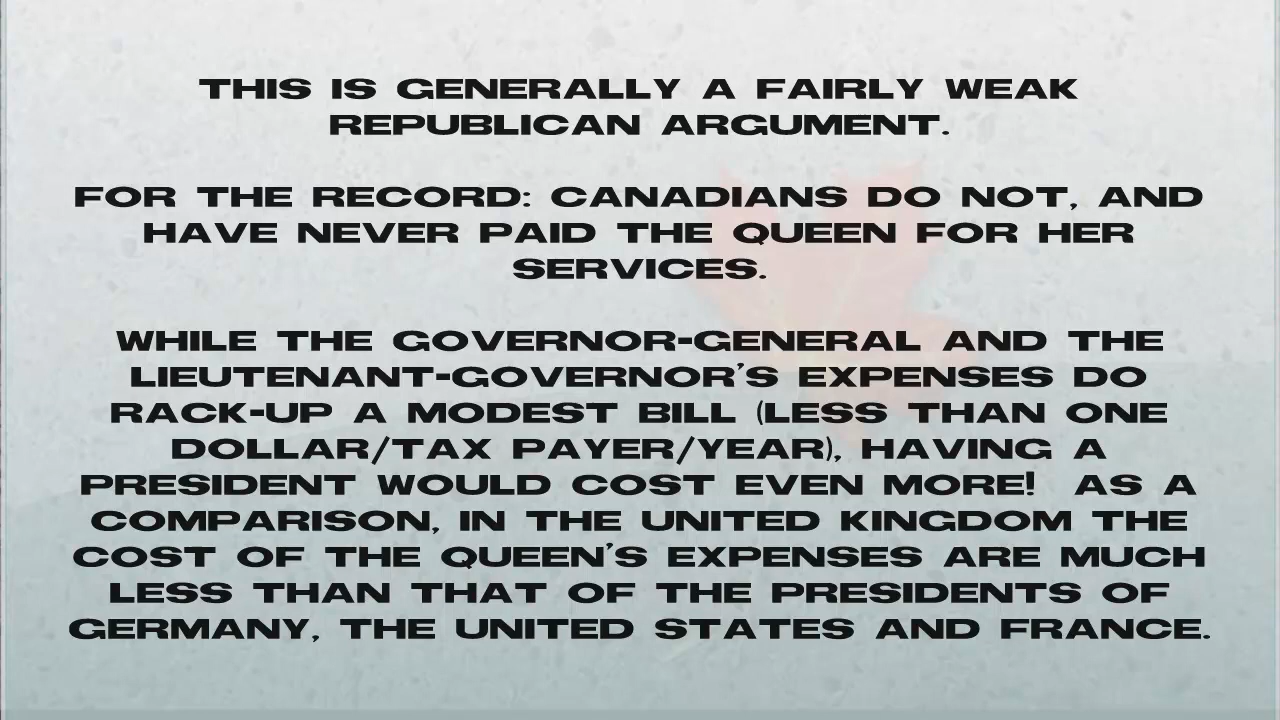 THIS IS GENERALLY A FAIRLY WEAK
REPUBLICAN ARGUMENT.
FOR THE RECORD: CANADIANS DO NOT, AND
HAVE NEVER PAID THE QUEEN FOR HER
SERVICES.
WHILE THE GOVERNOR-GENERAL AND THE
LIEUTENANT-GOVERNOR'S EXPENSES DO
RACK-UP A MODEST BILL (LESS THAN ONE
DOLLAR/TAX PAYER/YEAR), HAVING A
PRESIDENT WOULD COST EVEN MORE! AS A
COMPARISON, IN THE UNITED KINGDOM THE
COST OF THE QUEEN'S EXPENSES ARE MUCH
LESS THAN THAT OF THE PRESIDENTS OF
GERMANY, THE UNITED STATES AND FRANCE.